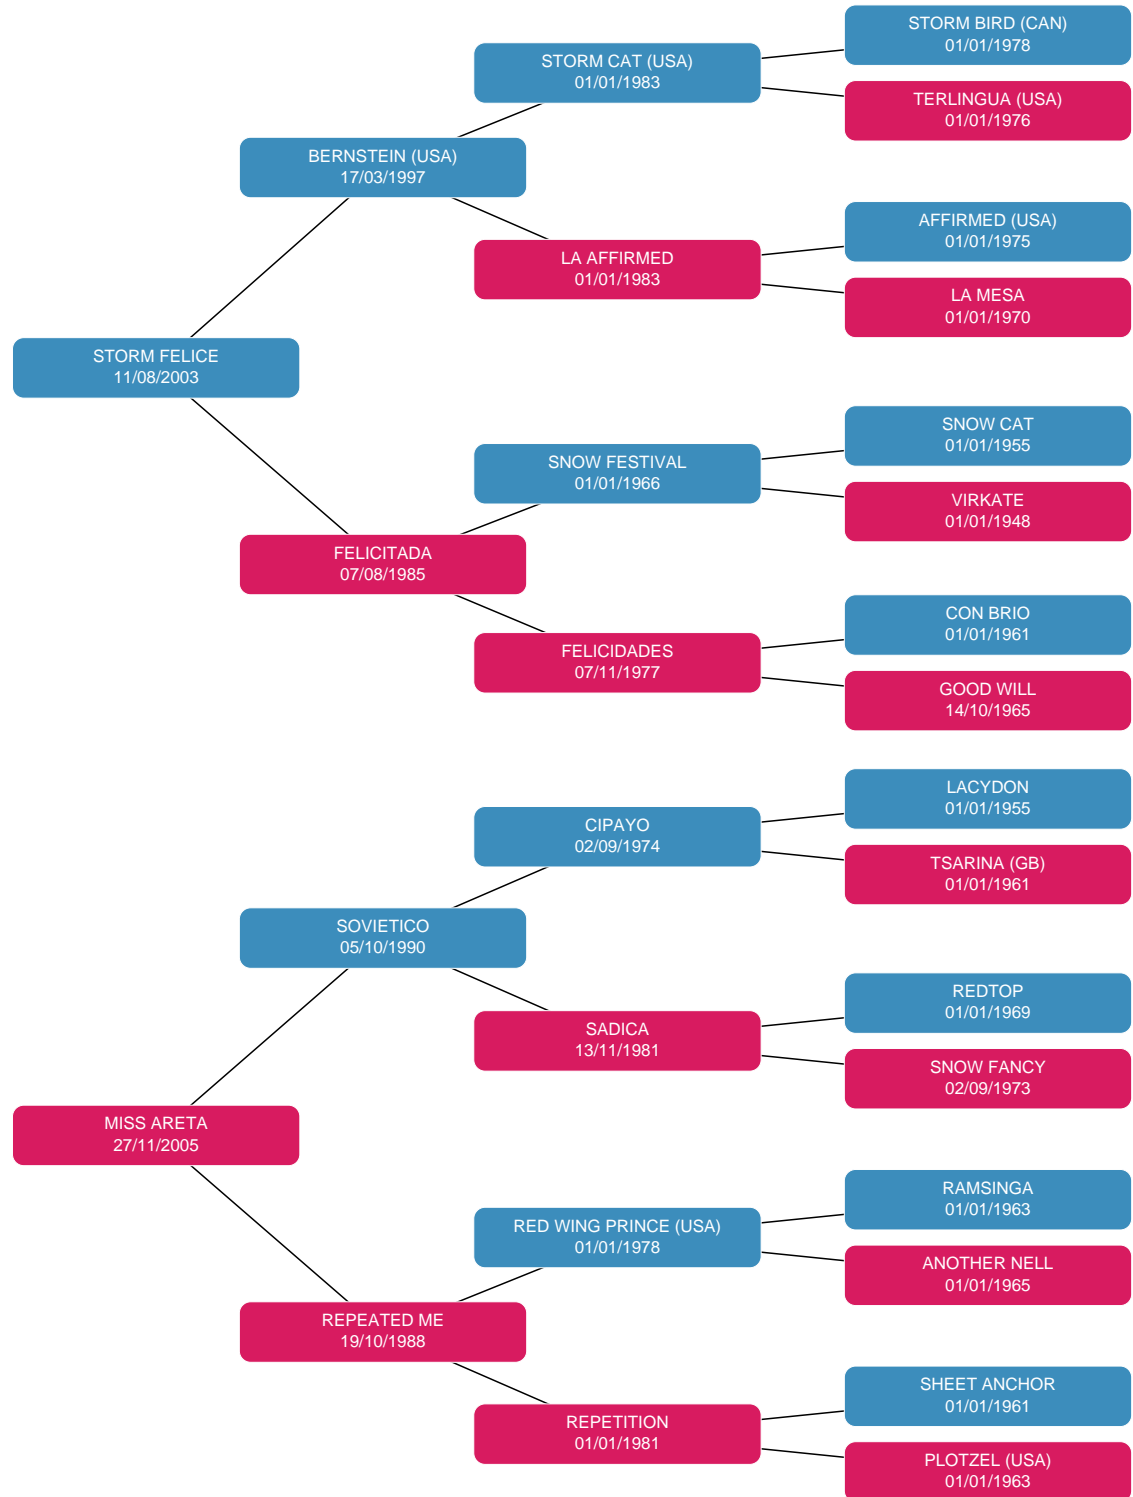 STORM BIRD (CAN)
01/01/1978
STORM CAT (USA)
01/01/1983
TERLINGUA (USA)
01/01/1976
BERNSTEIN (USA)
17/03/1997
AFFIRMED (USA)
01/01/1975
LA AFFIRMED
01/01/1983
LA MESA
01/01/1970
STORM FELICE
11/08/2003
SNOW CAT
01/01/1955
SNOW FESTIVAL
01/01/1966
VIRKATE
01/01/1948
FELICITADA
07/08/1985
CON BRIO
01/01/1961
FELICIDADES
07/11/1977
GOOD WILL
14/10/1965
LACYDON
01/01/1955
CIPAYO
02/09/1974
TSARINA (GB)
01/01/1961
SOVIETICO
05/10/1990
REDTOP
01/01/1969
SADICA
13/11/1981
SNOW FANCY
02/09/1973
MISS ARETA
27/11/2005
RAMSINGA
01/01/1963
RED WING PRINCE (USA)
01/01/1978
ANOTHER NELL
01/01/1965
REPEATED ME
19/10/1988
SHEET ANCHOR
01/01/1961
REPETITION
01/01/1981
PLOTZEL (USA)
01/01/1963